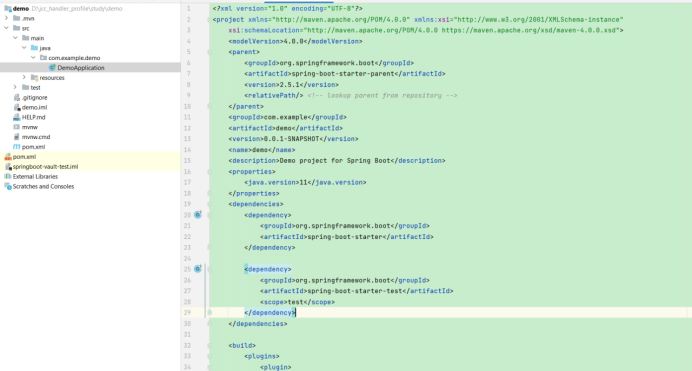 demo D:\jcc_handler_profile\study\demo
.mvn
src
main
java
com.example.demo
DemoApplication
resources
test
.gitignore
demo.iml
HELP.md
mvnw
mvnw.cmd
pom.xml
pom.xml
springboot-vault-test.iml
External Libraries
Scratches and Consoles
1 <?xml version="1.0" encoding="UTF-8"?>
2 <project xmlns="http://maven.apache.org/POM/4.0.0" xmlns:xsi="http://www.w3.org/2001/XMLSchema-instance"
3 xsi:schemaLocation="http://maven.apache.org/POM/4.0.0 https://maven.apache.org/xsd/maven-4.0.0.xsd">
4 <modelVersion>4.0.0</modelVersion>
5 <parent>
6 <groupId>org.springframework.boot</groupId>
7 <artifactId>spring-boot-starter-parent</artifactId>
8 <version>2.5.1</version>
9 <relativePath/> <!-- lookup parent from repository -->
10 </parent>
11 <groupId>com.example</groupId>
12 <artifactId>demo</artifactId>
13 <version>0.0.1-SNAPSHOT</version>
14 <name>demo</name>
15 <description>Demo project for Spring Boot</description>
16 <properties>
17 <java.version>11</java.version>
18 </properties>
19 <dependencies>
20 <dependency>
21 <groupId>org.springframework.boot</groupId>
22 <artifactId>spring-boot-starter</artifactId>
23 </dependency>
24
25 <dependency>
26 <groupId>org.springframework.boot</groupId>
27 <artifactId>spring-boot-starter-test</artifactId>
28 <scope>test</scope>
29 </dependency>
30 </dependencies>
31
32 <build>
33 <plugins>
34 <plugin>